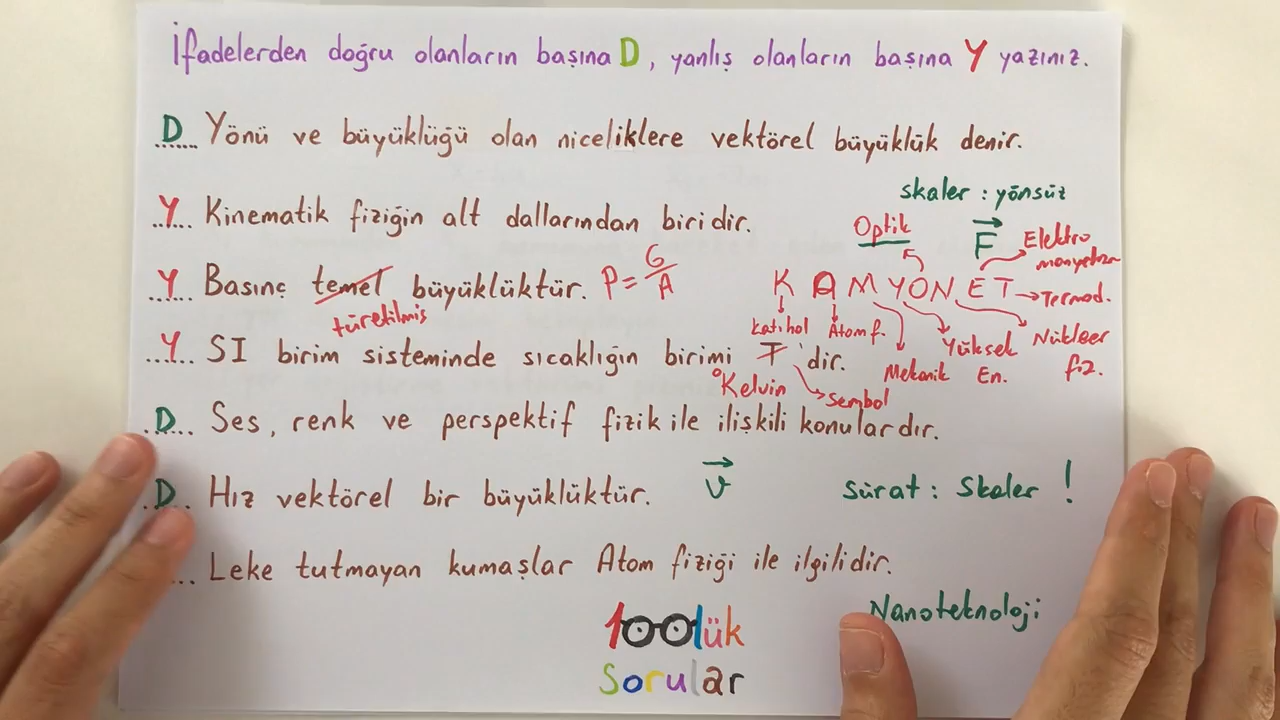 İfadelerden doğru olanların başına D, yanlış olanların başına Y yazınız.
D Yönü ve büyüklüğü olan niceliklere vektörel büyüklük denir.
skaler : yönsüz
Y Kinematik fiziğin alt dallarından biridir.
Optik F Elektro
manyetizm
Y Basınç temel büyüklüktür. P=G/A K A M Y O N E T Termod.
türetilmiş
Katıhal Atom f. Yüksek En. Nükleer fiz.
Y SI birim sisteminde sıcaklığın birimi T 'dir. Mekanik
°Kelvin Sembol
D Ses, renk ve perspektif fizik ile ilişkili konulardır.
D Hız vektörel bir büyüklüktür. v Sürat : Skaler !
Leke tutmayan kumaşlar Atom fiziği ile ilgilidir.
Nanoteknoloji
100lük
Sorular